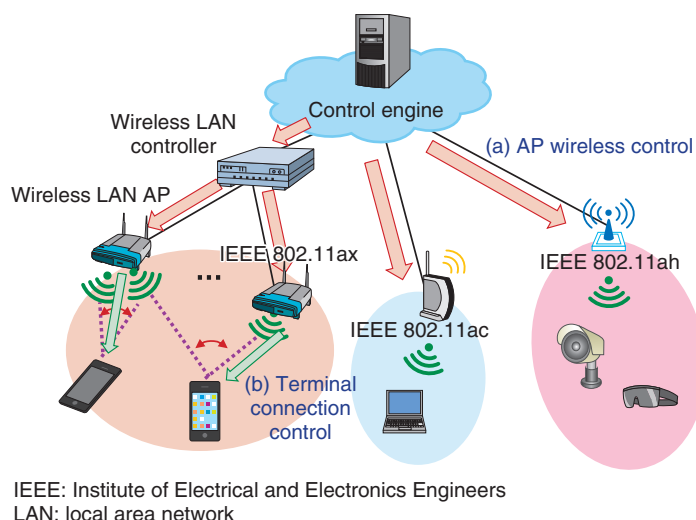 Control engine
Wireless LAN
controller
(a) AP wireless control
Wireless LAN AP
IEEE 802.11ax
IEEE 802.11ah
...
IEEE 802.11ac
(b) Terminal
connection
control
IEEE: Institute of Electrical and Electronics Engineers
LAN: local area network